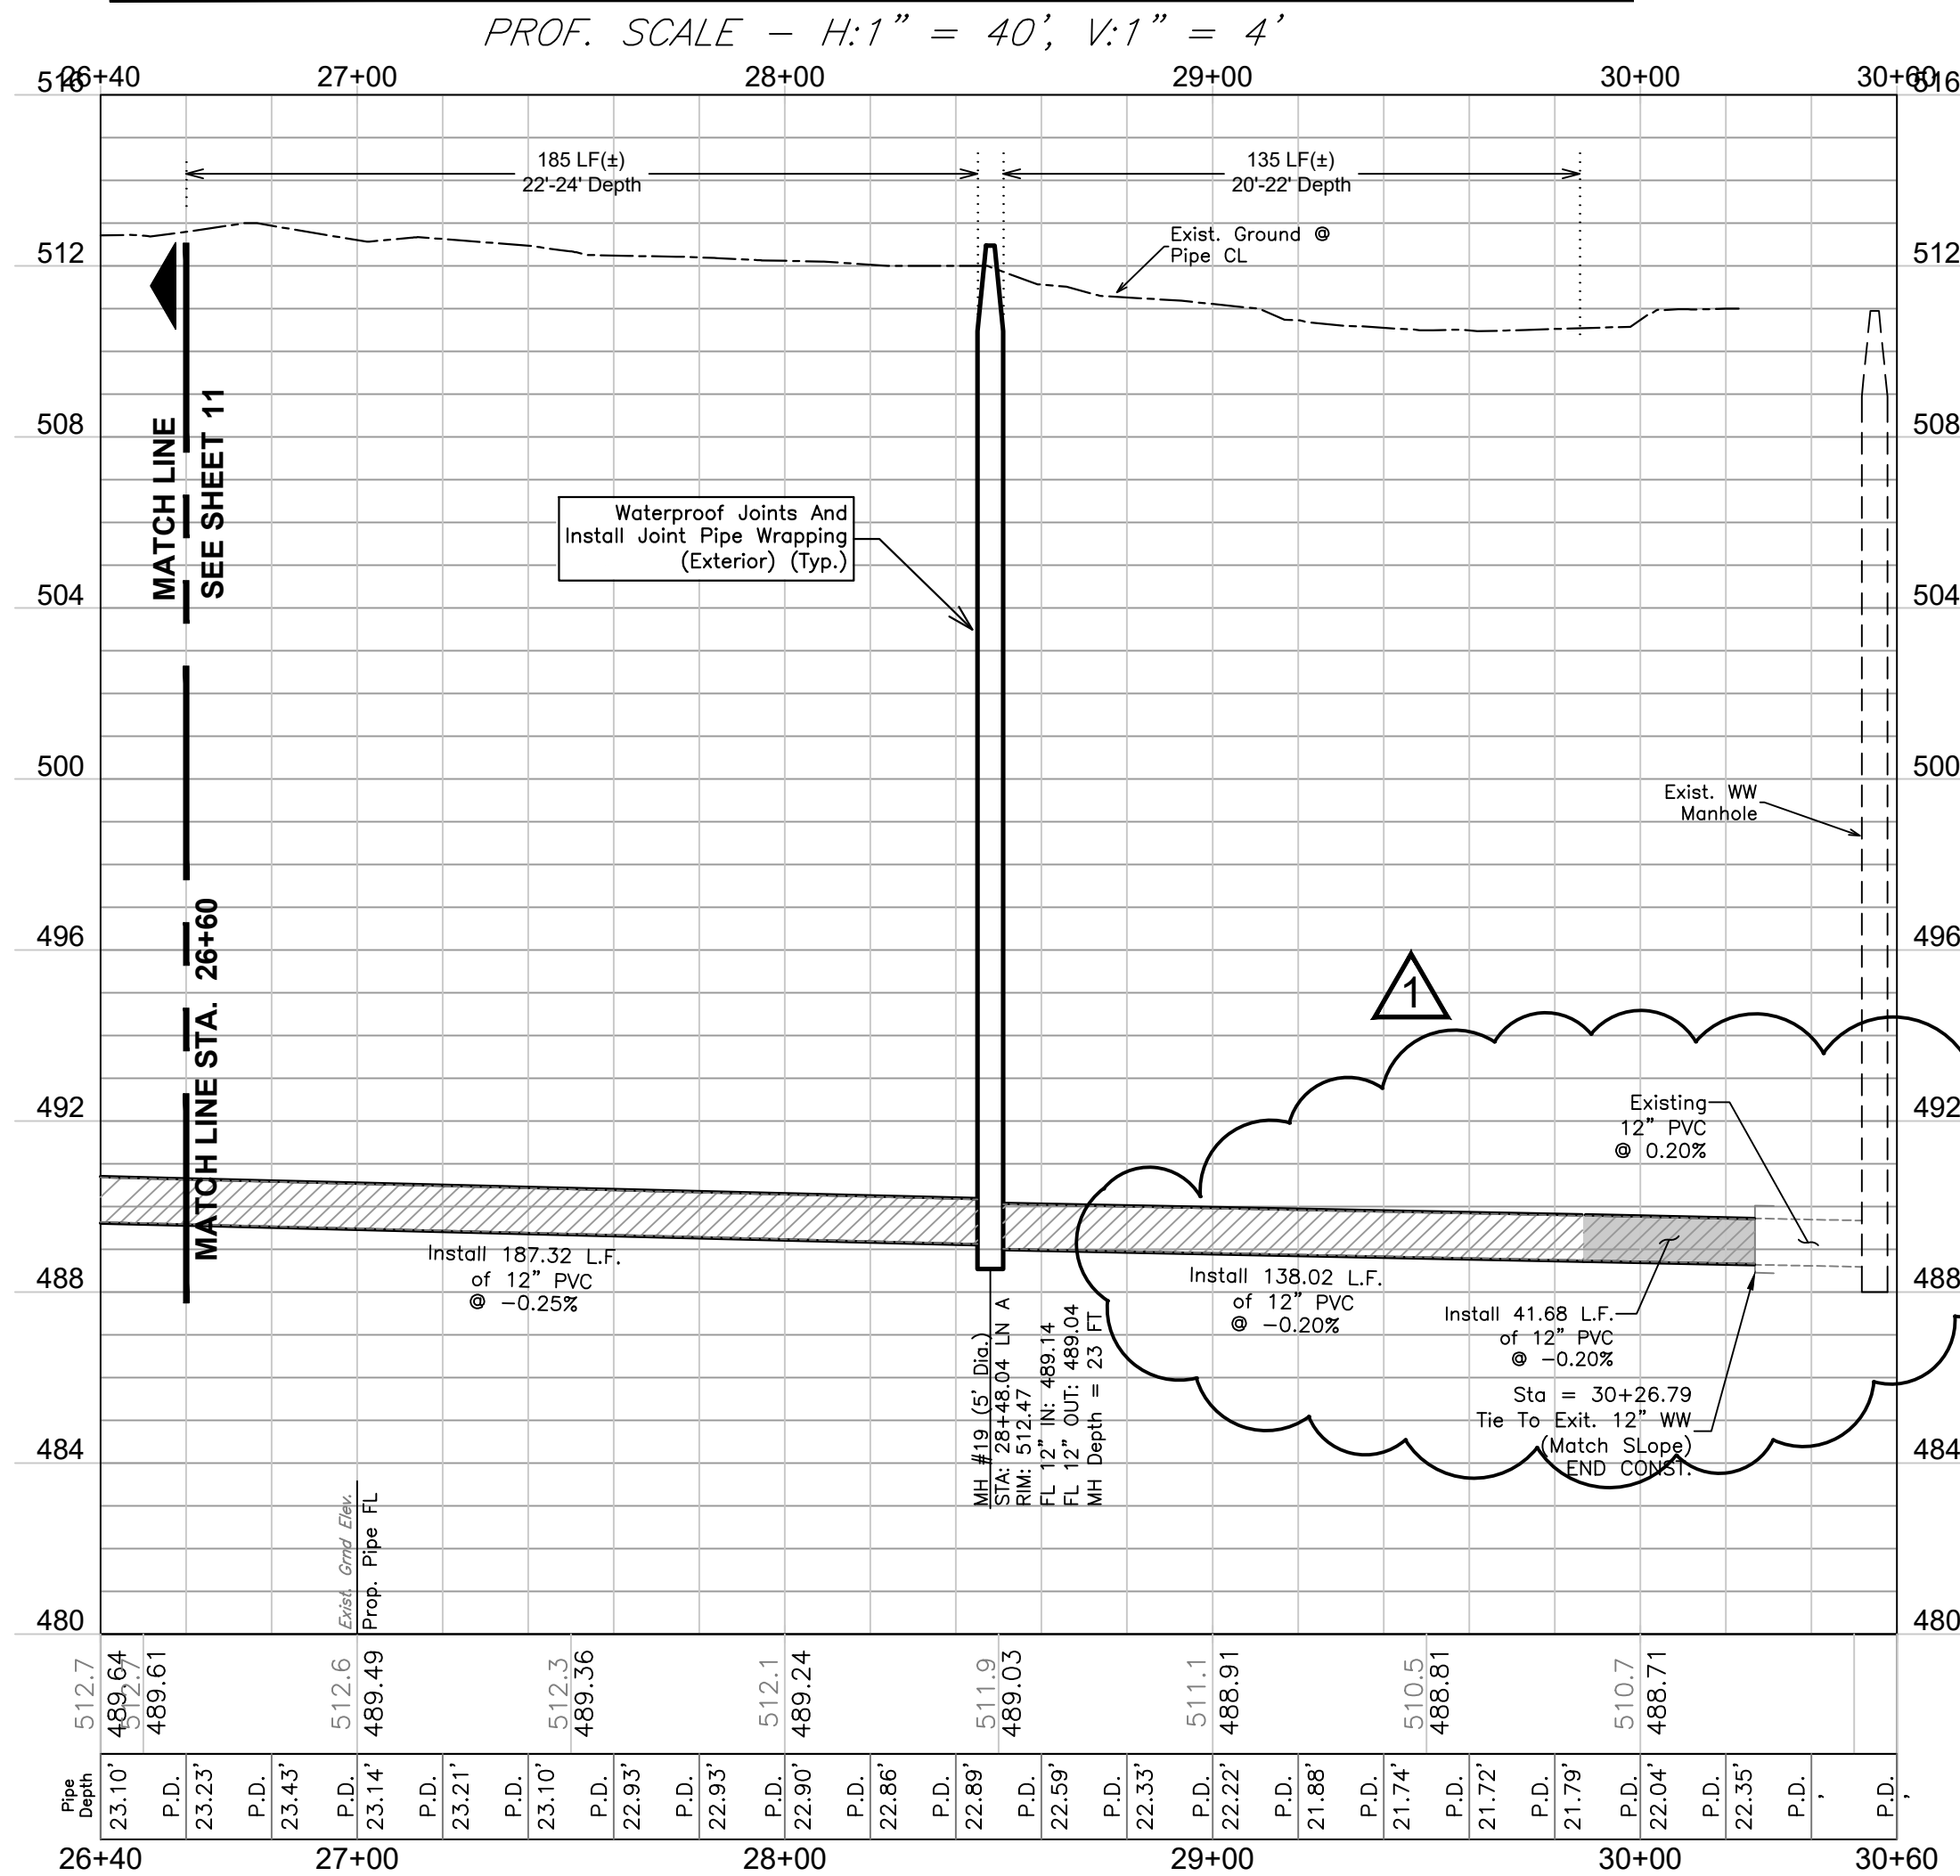 PROF. SCALE – H:1" = 40', V:1" = 4'
26+40 27+00 28+00 29+00 30+00 30+60
516 516
185 LF(±)
22'-24' Depth
135 LF(±)
20'-22' Depth
Exist. Ground @
Pipe CL
512 512
508 508
MATCH LINE
SEE SHEET 11
Waterproof Joints And
Install Joint Pipe Wrapping
(Exterior) (Typ.)
504 504
500 500
Exist. WW
Manhole
496 496
MATCH LINE STA. 26+60
1
492 492
Existing
12" PVC
@ 0.20%
Install 187.32 L.F.
of 12" PVC
@ -0.25%
488 488
Install 138.02 L.F.
of 12" PVC
@ -0.20%
Install 41.68 L.F.
of 12" PVC
@ -0.20%
Sta = 30+26.79
Tie To Exit. 12" WW
(Match SLope)
END CONST.
MH #19 (5' Dia.)
STA: 28+48.04 LN A
RIM: 512.47
FL 12" IN: 489.14
FL 12" OUT: 489.04
MH Depth = 23 FT
484 484
Exist. Grnd Elev.
Prop. Pipe FL
480 480
512.7
489.64
512.7
489.61
512.6
489.49
512.3
489.36
512.1
489.24
511.9
489.03
511.1
488.91
510.5
488.81
510.7
488.71
Pipe
Depth
23.10'
P.D.
23.23'
P.D.
23.43'
P.D.
23.14'
P.D.
23.21'
P.D.
23.10'
P.D.
22.93'
P.D.
22.93'
P.D.
22.90'
P.D.
22.86'
P.D.
22.89'
P.D.
22.59'
P.D.
22.33'
P.D.
22.22'
P.D.
21.88'
P.D.
21.74'
P.D.
21.72'
P.D.
21.79'
P.D.
22.04'
P.D.
22.35'
P.D.
'
P.D.
'
26+40 27+00 28+00 29+00 30+00 30+60